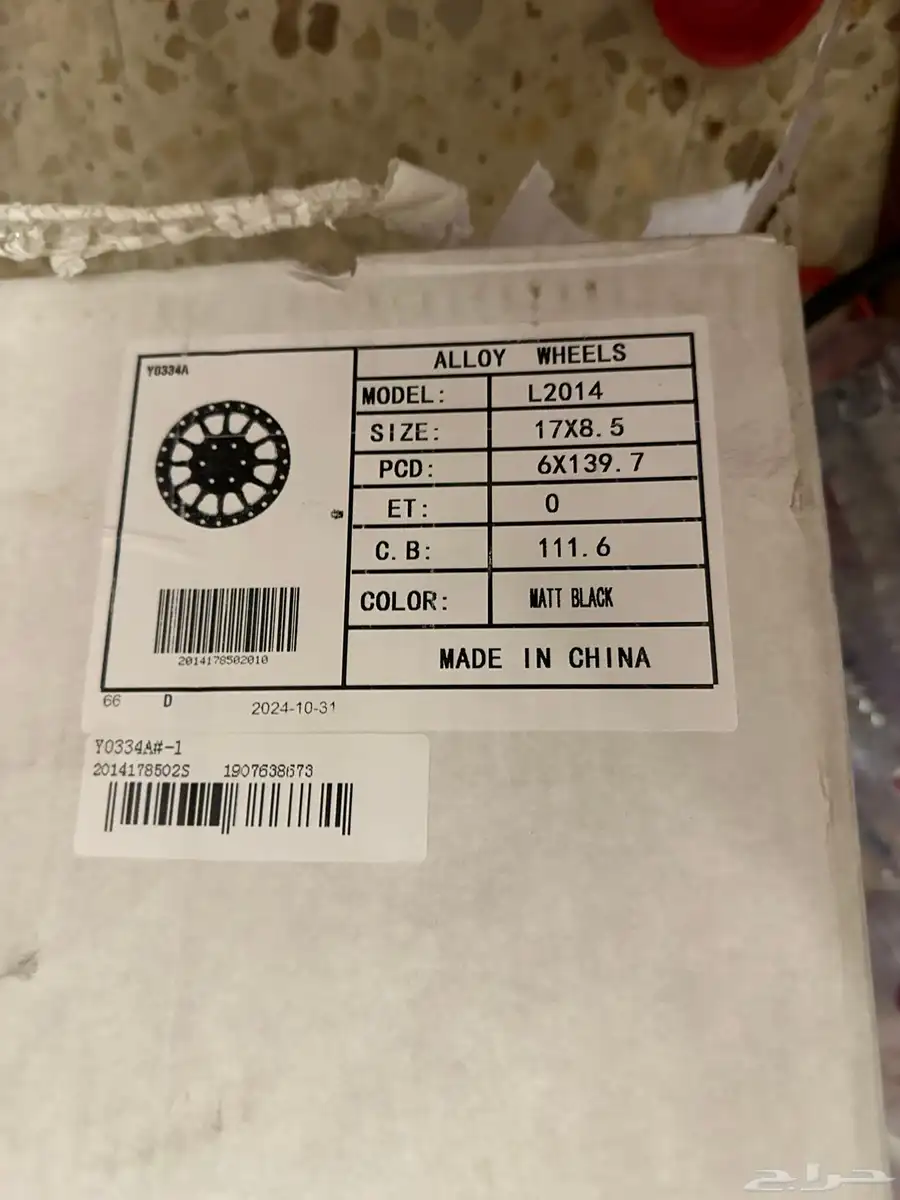 Y0334A
ALLOY WHEELS
MODEL: L2014
SIZE: 17X8.5
PCD: 6X139.7
ET: 0
C.B: 111.6
COLOR: MATT BLACK
MADE IN CHINA
2014178502010
66 D 2024-10-31
Y0334A#-1
2014178502S 1907638673
حراج